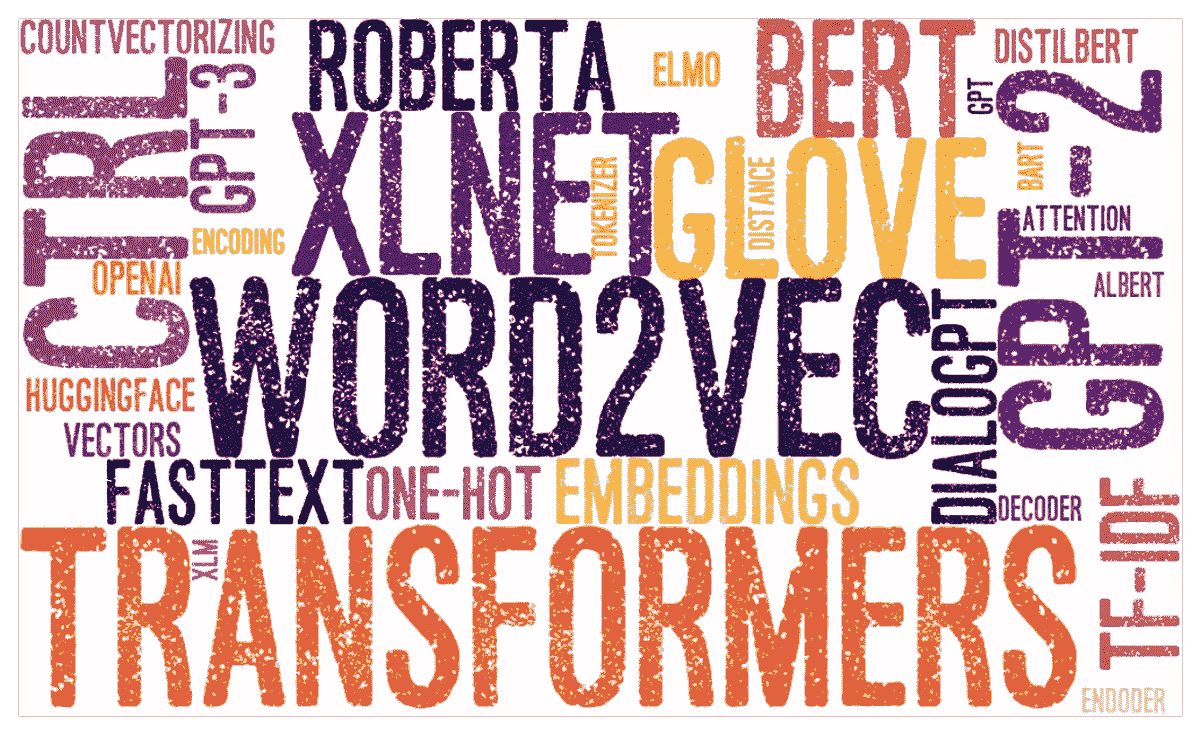 COUNTVECTORIZING
ROBERTA
ELMO
BERT
DISTILBERT
CTRL
GPT-3
GPT
GPT-2
XLNET
TOKENIZER
GLOVE
DISTANCE
BART
ATTENTION
ENCODING
OPENAI
ALBERT
WORD2VEC
DIALOGPT
HUGGINGFACE
VECTORS
FASTTEXT
ONE-HOT
EMBEDDINGS
DECODER
TF-IDF
TRANSFORMERS
XLM
ENDODER